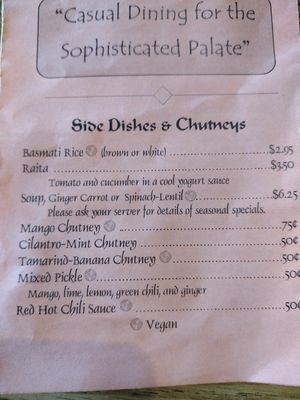 "Casual Dining for the
Sophisticated Palate"
Side Dishes & Chutneys
Basmati Rice (brown or white) ........................ $2.95
Raita ........................ $3.50
Tomato and cucumber in a cool yogurt sauce
Soup, Ginger Carrot or Spinach-Lentil ........................ $6.25
Please ask your server for details of seasonal specials.
Mango Chutney ........................ 75¢
Cilantro-Mint Chutney ........................ 50¢
Tamarind-Banana Chutney ........................ 50¢
Mixed Pickle ........................ 50¢
Mango, lime, lemon, green chili, and ginger
Red Hot Chili Sauce ........................ 50¢
Vegan